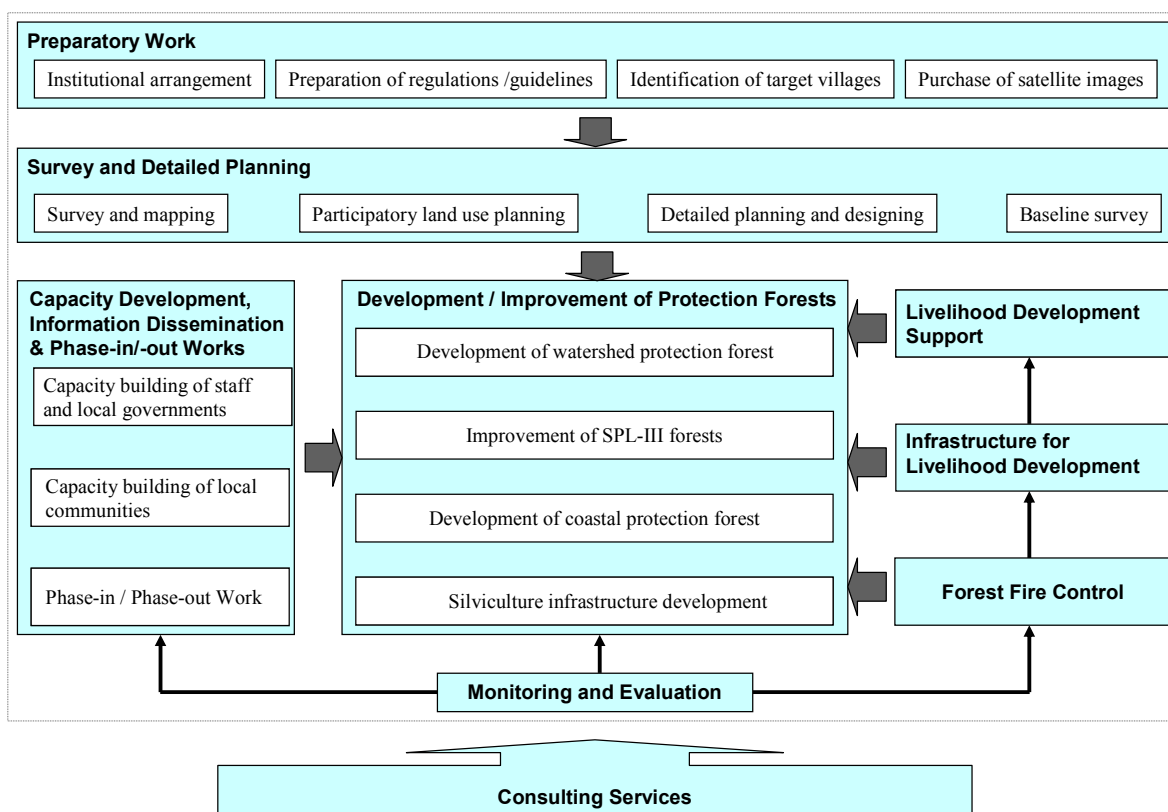 Preparatory Work
Institutional arrangement
Preparation of regulations /guidelines
Identification of target villages
Purchase of satellite images
Survey and Detailed Planning
Survey and mapping
Participatory land use planning
Detailed planning and designing
Baseline survey
Capacity Development,
Information Dissemination
& Phase-in/-out Works
Capacity building of staff
and local governments
Capacity building of local
communities
Phase-in / Phase-out Work
Development / Improvement of Protection Forests
Development of watershed protection forest
Improvement of SPL-III forests
Development of coastal protection forest
Silviculture infrastructure development
Livelihood Development
Support
Infrastructure for
Livelihood Development
Forest Fire Control
Monitoring and Evaluation
Consulting Services